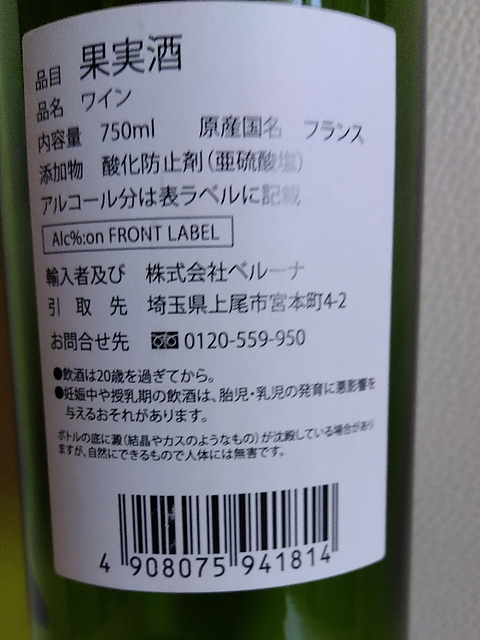 品目 果実酒
品名 ワイン
内容量 750ml 原産国名 フランス
添加物 酸化防止剤(亜硫酸塩)
アルコール分は表ラベルに記載
Alc%:on FRONT LABEL
輸入者及び 株式会社ベルーナ
引取先 埼玉県上尾市宮本町4-2
お問合せ先 0120-559-950
●飲酒は20歳を過ぎてから。
●妊娠中や授乳期の飲酒は、胎児・乳児の発育に悪影響を
与えるおそれがあります。
ボトルの底に澱(結晶やカスのようなもの)が沈殿している場合があり
ますが、自然にできるもので人体には無害です。
4 908075 941814